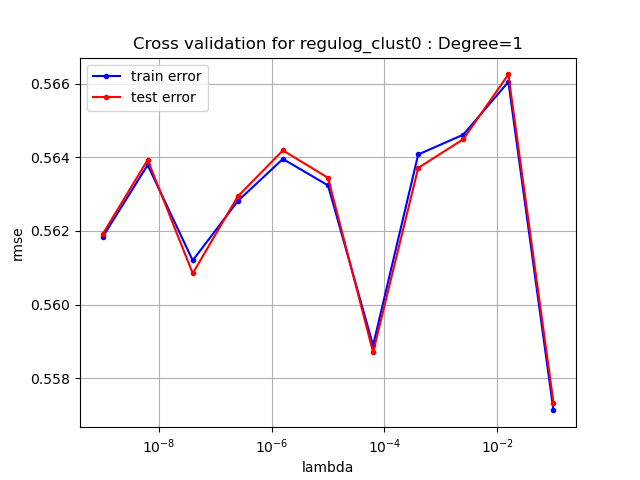 Cross validation for regulog_clust0 : Degree=1
train error
test error
0.566
0.564
0.562
0.560
0.558
rmse
10⁻⁸
10⁻⁶
10⁻⁴
10⁻²
lambda